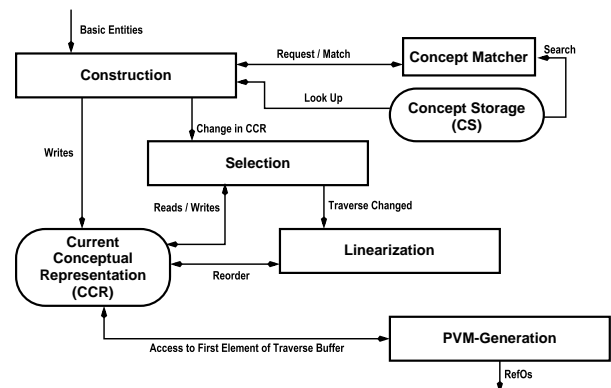 Basic Entities
Request / Match
Search
Construction
Concept Matcher
Look Up
Concept Storage
(CS)
Change in CCR
Writes
Selection
Reads / Writes
Traverse Changed
Current
Conceptual
Representation
(CCR)
Linearization
Reorder
PVM-Generation
Access to First Element of Traverse Buffer
RefOs